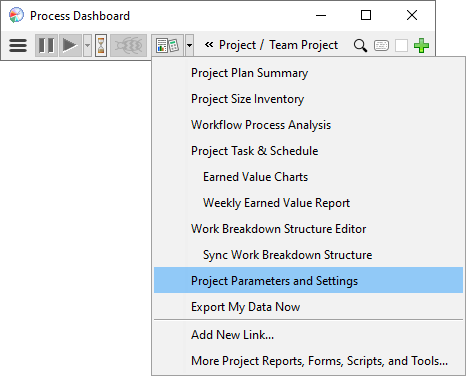 Process Dashboard
« Project / Team Project
Project Plan Summary
Project Size Inventory
Workflow Process Analysis
Project Task & Schedule
Earned Value Charts
Weekly Earned Value Report
Work Breakdown Structure Editor
Sync Work Breakdown Structure
Project Parameters and Settings
Export My Data Now
Add New Link...
More Project Reports, Forms, Scripts, and Tools...